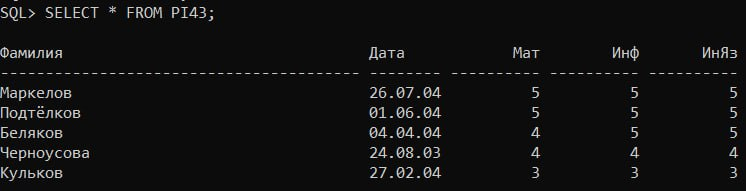 SQL> SELECT * FROM PI43;
Фамилия Дата Мат Инф ИнЯз
------------------------------------ -------- ---------- ---------- ----------
Маркелов 26.07.04 5 5 5
Подтёлков 01.06.04 5 5 5
Беляков 04.04.04 4 5 5
Черноусова 24.08.03 4 4 4
Кульков 27.02.04 3 3 3